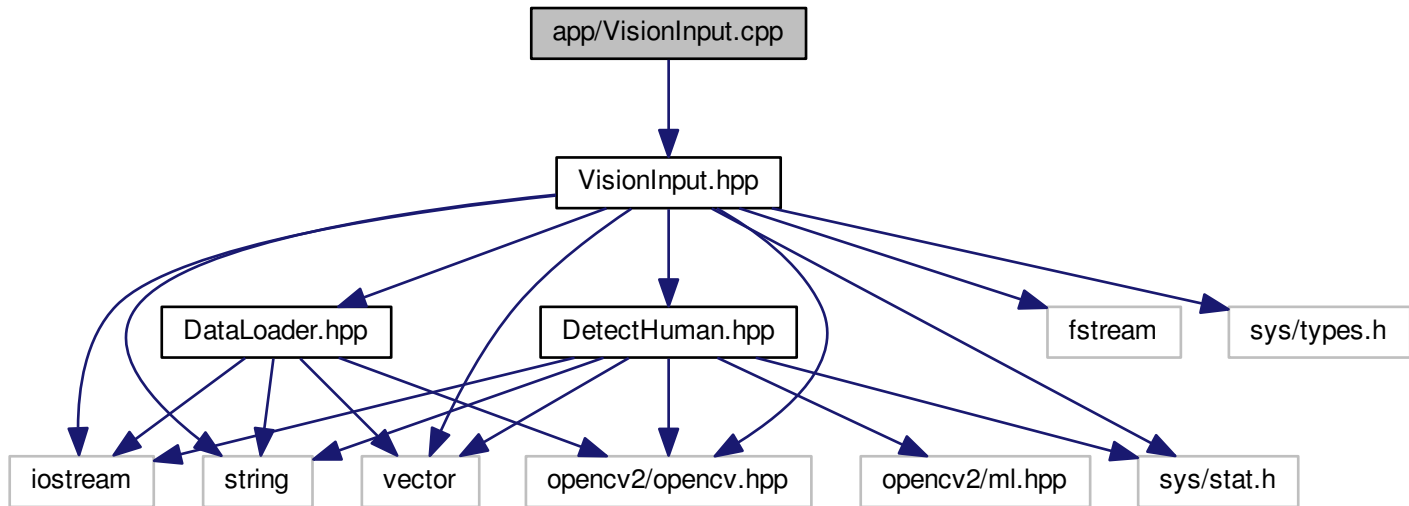 app/VisionInput.cpp
VisionInput.hpp
DataLoader.hpp
DetectHuman.hpp
fstream
sys/types.h
iostream
string
vector
opencv2/opencv.hpp
opencv2/ml.hpp
sys/stat.h